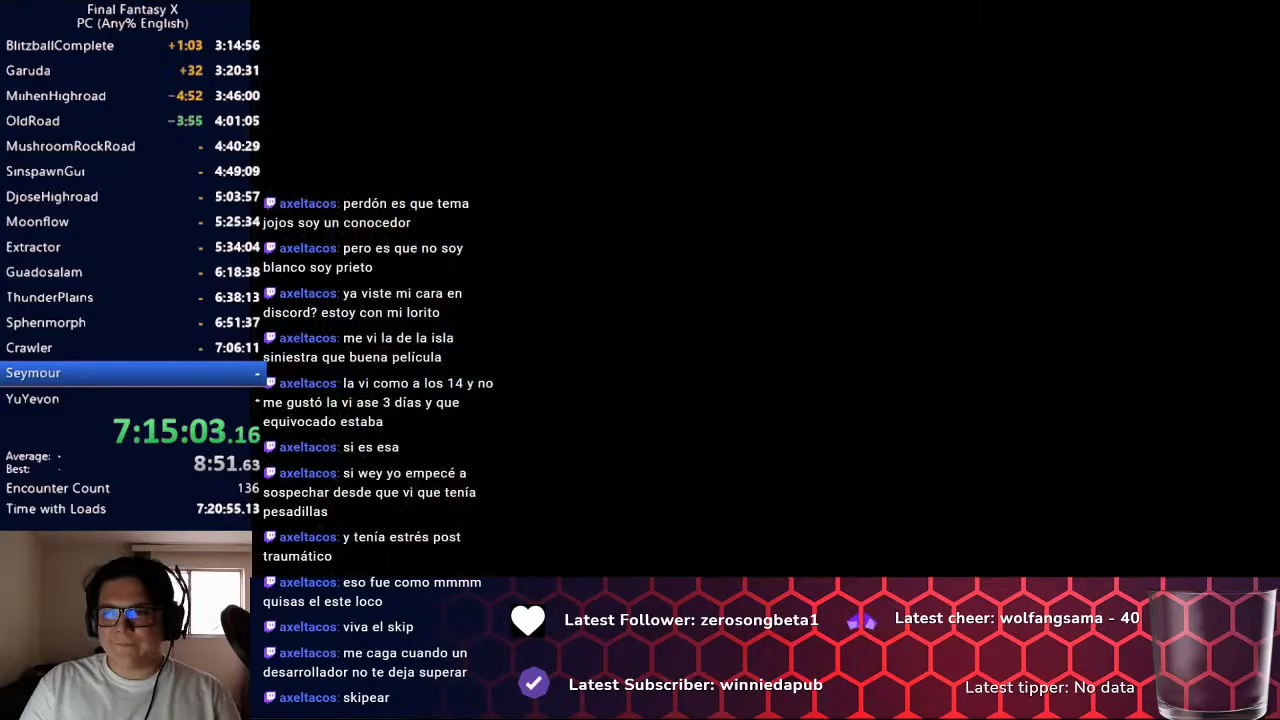 Final Fantasy X
PC (Any% English)
BlitzballComplete +1:03 3:14:56
Garuda +32 3:20:31
MiihenHighroad −4:52 3:46:00
OldRoad −3:55 4:01:05
MushroomRockRoad - 4:40:29
SinspawnGui - 4:49:09
DjoseHighroad - 5:03:57
Moonflow - 5:25:34
Extractor - 5:34:04
Guadosalam - 6:18:38
ThunderPlains - 6:38:13
Spherimorph - 6:51:37
Crawler - 7:06:11
Seymour -
YuYevon -
7:15:03.16
Average: -
Best: -
8:51.63
Encounter Count 136
Time with Loads 7:20:55.13
axeltacos: perdón es que tema
jojos soy un conocedor
axeltacos: pero es que no soy
blanco soy prieto
axeltacos: ya viste mi cara en
discord? estoy con mi lorito
axeltacos: me vi la de la isla
siniestra que buena película
axeltacos: la vi como a los 14 y no
me gustó la vi ase 3 días y que
equivocado estaba
axeltacos: si es esa
axeltacos: si wey yo empecé a
sospechar desde que vi que tenía
pesadillas
axeltacos: y tenía estrés post
traumático
axeltacos: eso fue como mmmm
quisas el este loco
axeltacos: viva el skip
axeltacos: me caga cuando un
desarrollador no te deja superar
axeltacos: skipear
Latest Follower: zerosongbeta1
Latest cheer: wolfangsama - 40
Latest Subscriber: winniedapub
Latest tipper: No data